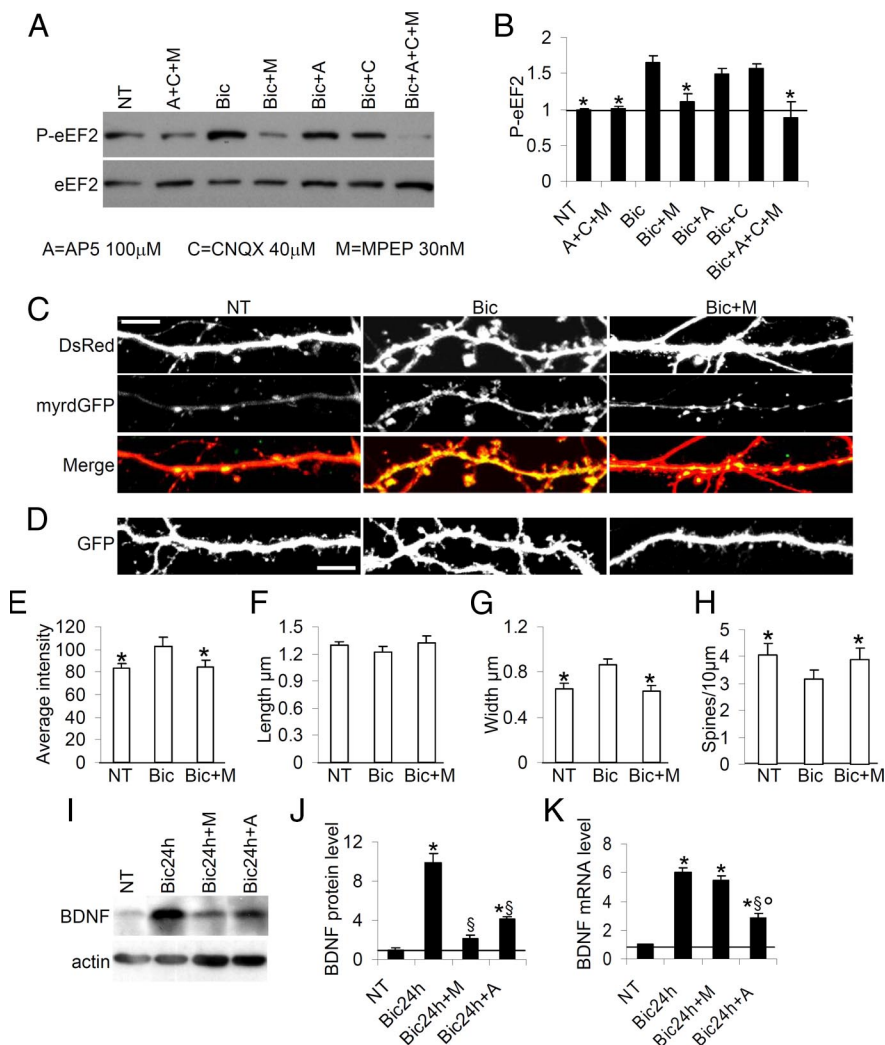 A
NT
A+C+M
Bic
Bic+M
Bic+A
Bic+C
Bic+A+C+M
P-eEF2
eEF2
A=AP5 100µM C=CNQX 40µM M=MPEP 30nM
B
P-eEF2
2
1.5
1
0.5
0
* * * *
NT
A+C+M
Bic
Bic+M
Bic+A
Bic+C
Bic+A+C+M
C
NT Bic Bic+M
DsRed
myrdGFP
Merge
D
GFP
E
Average intensity
120
100
80
60
40
20
0
* *
NT Bic Bic+M
F
Length µm
1.5
1.2
1.2
0.6
0.3
0
NT Bic Bic+M
G
Width µm
1.2
0.8
0.4
0
* *
NT Bic Bic+M
H
Spines/10µm
5
4
3
2
1
0
* *
NT Bic Bic+M
I
NT
Bic24h
Bic24h+M
Bic24h+A
BDNF
actin
J
BDNF protein level
12
8
4
0
* § *§
NT
Bic24h
Bic24h+M
Bic24h+A
K
BDNF mRNA level
8
6
4
2
0
* * *§°
NT
Bic24h
Bic24h+M
Bic24h+A